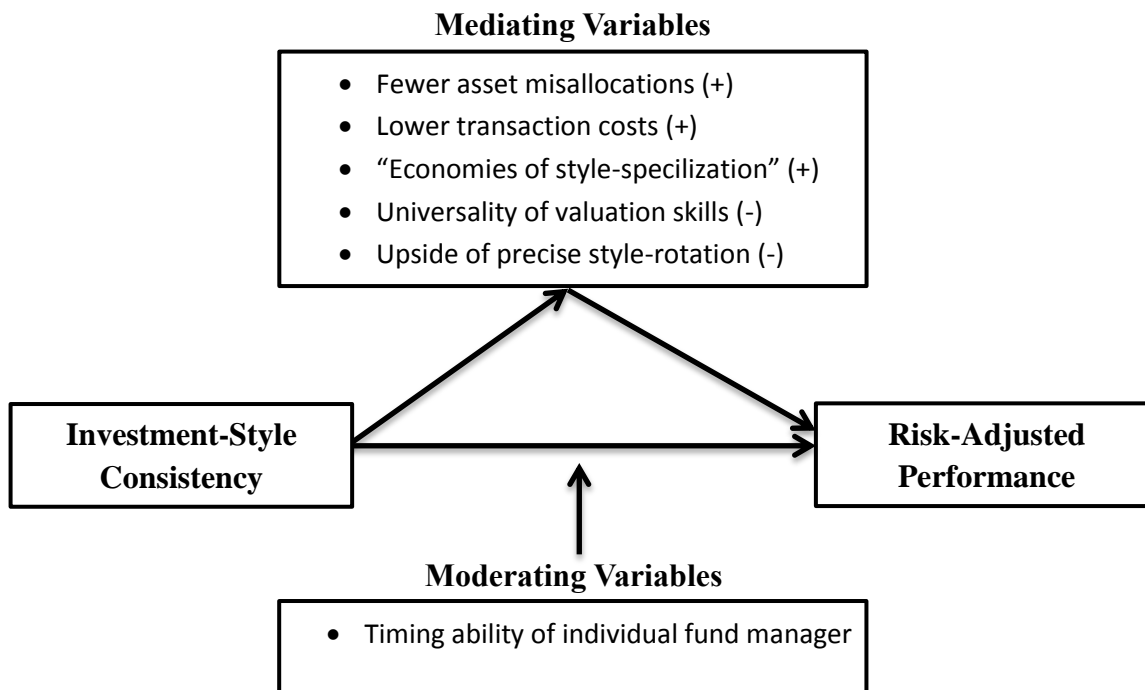 Mediating Variables
• Fewer asset misallocations (+)
• Lower transaction costs (+)
• “Economies of style-specilization” (+)
• Universality of valuation skills (-)
• Upside of precise style-rotation (-)
Investment-Style
Consistency
Risk-Adjusted
Performance
Moderating Variables
• Timing ability of individual fund manager